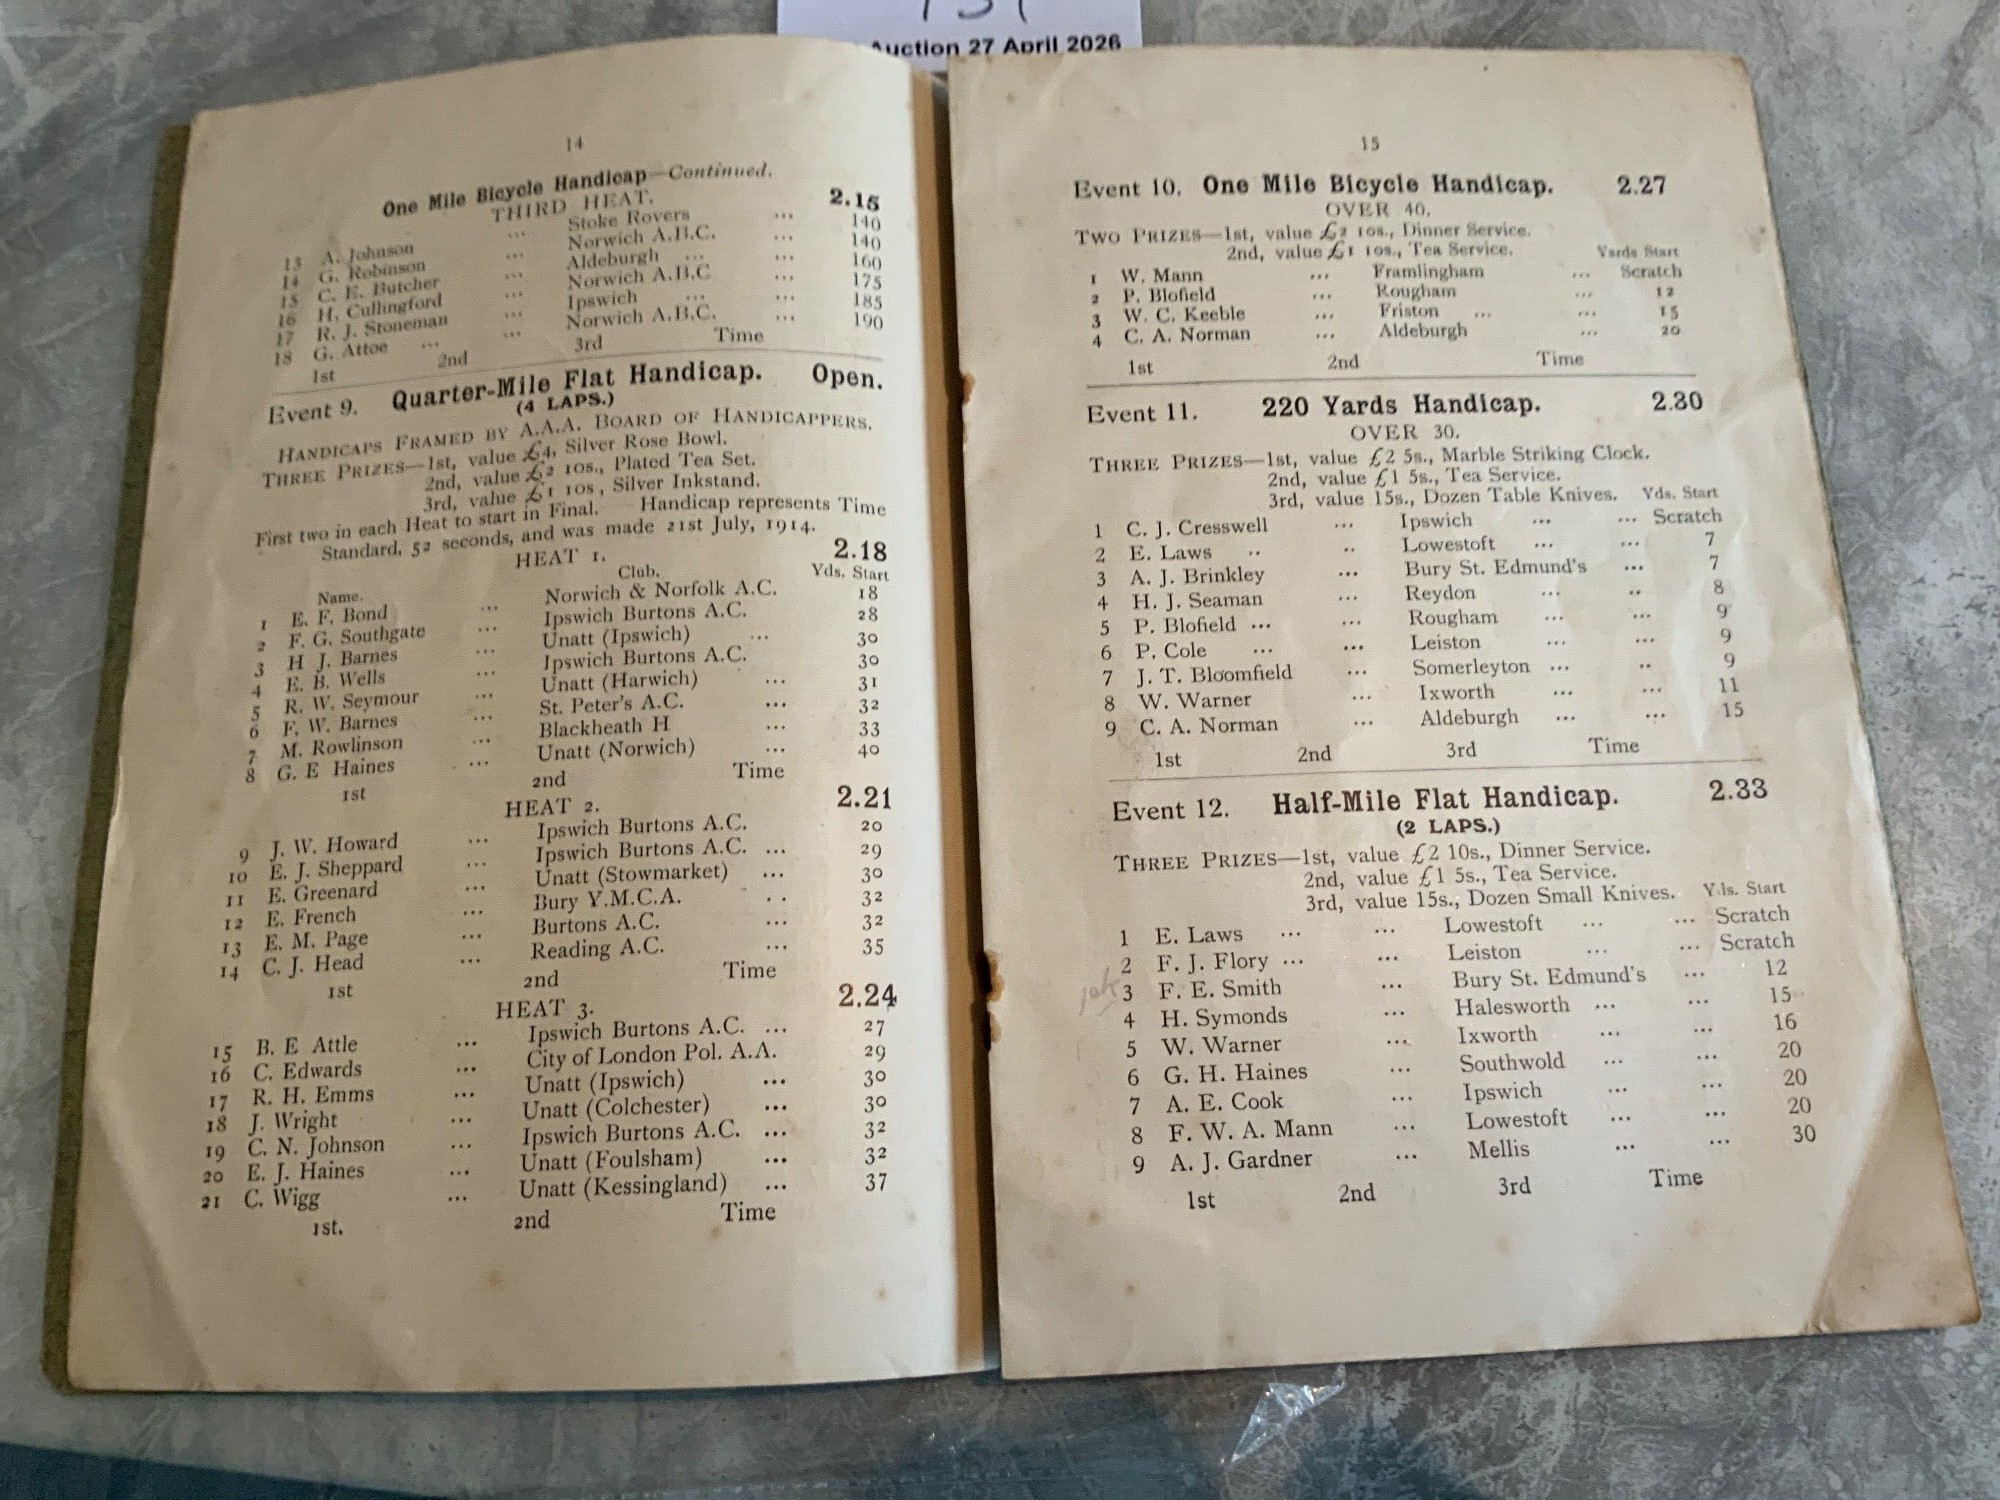 Auction 27 April 2026
14
One Mile Bicycle Handicap—Continued.
THIRD HEAT. 2.15
13 A. Johnson ... Stoke Rovers ... 140
14 G. Robinson ... Norwich A.B.C. ... 140
15 C. E. Butcher ... Aldeburgh ... ... 160
16 H. Cullingford ... Norwich A.B.C ... 175
17 R. J. Stoneman ... Ipswich ... ... 185
18 G. Attoe ... ... Norwich A.B.C. ... 190
1st 2nd 3rd Time
Event 9. Quarter-Mile Flat Handicap. Open.
(4 LAPS.)
HANDICAPS FRAMED BY A.A.A. BOARD OF HANDICAPPERS.
THREE PRIZES—1st, value £4, Silver Rose Bowl.
2nd, value £2 10s., Plated Tea Set.
3rd, value £1 10s, Silver Inkstand.
First two in each Heat to start in Final. Handicap represents Time
Standard, 52 seconds, and was made 21st July, 1914.
HEAT 1. 2.18
Name. Club. Yds. Start
1 E. F. Bond ... Norwich & Norfolk A.C. 18
2 F. G. Southgate ... Ipswich Burtons A.C. 28
3 H J. Barnes ... Unatt (Ipswich) ... 30
4 E. B. Wells ... Ipswich Burtons A.C. 30
5 R. W. Seymour ... Unatt (Harwich) ... 31
6 F. W. Barnes ... St. Peter's A.C. ... 32
7 M. Rowlinson ... Blackheath H ... 33
8 G. E Haines ... Unatt (Norwich) ... 40
1st 2nd Time
HEAT 2. 2.21
9 J. W. Howard ... Ipswich Burtons A.C. 20
10 E. J. Sheppard ... Ipswich Burtons A.C. ... 29
11 E. Greenard ... Unatt (Stowmarket) ... 30
12 E. French ... Bury Y.M.C.A. .. 32
13 E. M. Page ... Burtons A.C. ... 32
14 C. J. Head ... Reading A.C. ... 35
1st 2nd Time
HEAT 3. 2.24
15 B. E Attle ... Ipswich Burtons A.C. ... 27
16 C. Edwards ... City of London Pol. A.A. 29
17 R. H. Emms ... Unatt (Ipswich) ... 30
18 J. Wright ... Unatt (Colchester) ... 30
19 C. N. Johnson ... Ipswich Burtons A.C. ... 32
20 E. J. Haines ... Unatt (Foulsham) ... 32
21 C. Wigg ... Unatt (Kessingland) ... 37
1st. 2nd Time
15
Event 10. One Mile Bicycle Handicap. 2.27
OVER 40.
TWO PRIZES—1st, value £2 10s., Dinner Service.
2nd, value £1 10s., Tea Service. Yards Start
1 W. Mann ... Framlingham ... Scratch
2 P. Blofield ... Rougham ... 12
3 W. C. Keeble ... Friston ... ... 15
4 C. A. Norman ... Aldeburgh ... 20
1st 2nd Time
Event 11. 220 Yards Handicap. 2.30
OVER 30.
THREE PRIZES—1st, value £2 5s., Marble Striking Clock.
2nd, value £1 5s., Tea Service.
3rd, value 15s., Dozen Table Knives. Yds. Start
1 C. J. Cresswell ... Ipswich ... ... Scratch
2 E. Laws .. .. Lowestoft ... ... 7
3 A. J. Brinkley ... Bury St. Edmund's ... 7
4 H. J. Seaman ... Reydon ... .. 8
5 P. Blofield ... ... Rougham ... ... 9
6 P. Cole ... ... Leiston ... ... 9
7 J. T. Bloomfield ... Somerleyton ... .. 9
8 W. Warner ... Ixworth ... ... 11
9 C. A. Norman ... Aldeburgh ... ... 15
1st 2nd 3rd Time
Event 12. Half-Mile Flat Handicap. 2.33
(2 LAPS.)
THREE PRIZES—1st, value £2 10s., Dinner Service.
2nd, value £1 5s., Tea Service.
3rd, value 15s., Dozen Small Knives. Yds. Start
1 E. Laws ... ... Lowestoft ... ... Scratch
2 F. J. Flory ... ... Leiston ... ... Scratch
3 F. E. Smith ... Bury St. Edmund's ... 12
4 H. Symonds ... Halesworth ... ... 15
5 W. Warner ... Ixworth ... ... 16
6 G. H. Haines ... Southwold ... ... 20
7 A. E. Cook ... Ipswich ... ... 20
8 F. W. A. Mann ... Lowestoft ... ... 20
9 A. J. Gardner ... Mellis ... ... 30
1st 2nd 3rd Time